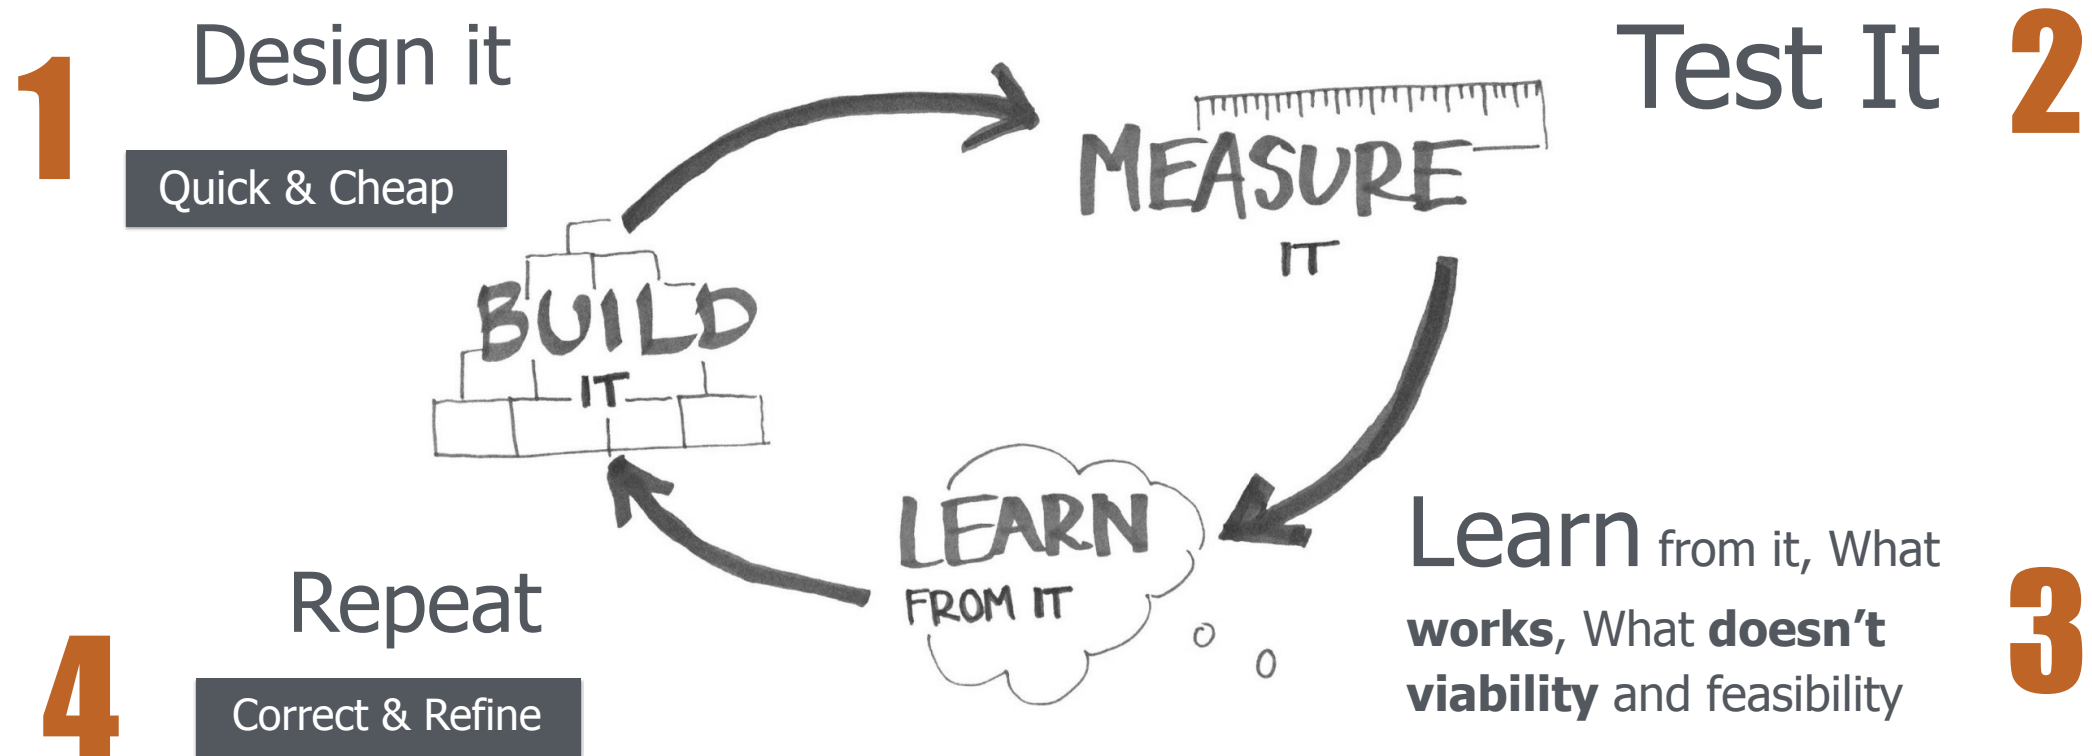 1
Design it
Quick & Cheap
Test It
2
MEASURE
IT
BUILD
IT
LEARN
FROM IT
Learn from it, What
works, What doesn’t
viability and feasibility
3
4
Repeat
Correct & Refine